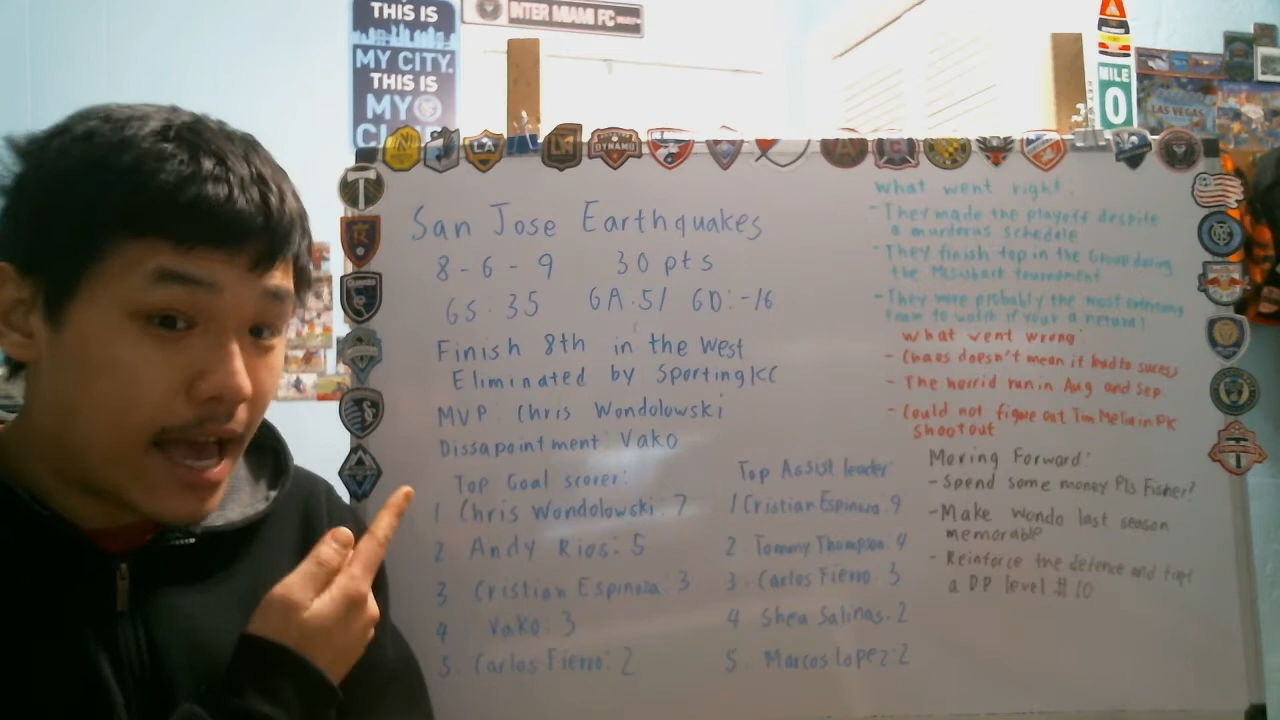 THIS IS
MY CITY.
THIS IS
MY
CLUB
INTER MIAMI FC
MILE
0
LAS VEGAS
LA
DYNAMO
San Jose Earthquakes
8-6-9 30 pts
GS: 35 GA: 51 GD: -16
Finish 8th in the West
Eliminated by Sporting KC
MVP: Chris Wondolowski
Dissapointment: Vako
Top Goal scorer:
1 Chris Wondolowski: 7
2 Andy Rios: 5
3 Cristian Espinoza: 3
4 Vako: 3
5. Carlos Fierro: 2
Top Assist leader:
1 Cristian Espinoza: 9
2 Tommy Thompson: 4
3. Carlos Fierro: 3
4 Shea Salinas: 2
5. Marcos Lopez: 2
What went right:
- They made the playoff despite
a murderus schedule
- They finish top in the Group during
the MLSisback tournament
- They were probably the most
team to watch if your a netural
What went wrong:
- Chaos doesn't mean it lead to sucess
- The horrid run in Aug and Sep.
- Could not figure out Tim Melia in PK
shootout
Moving Forward:
- Spend some money Pls Fisher?
- Make Wondo last season
memorable
- Reinforce the defence and
a DP level #10